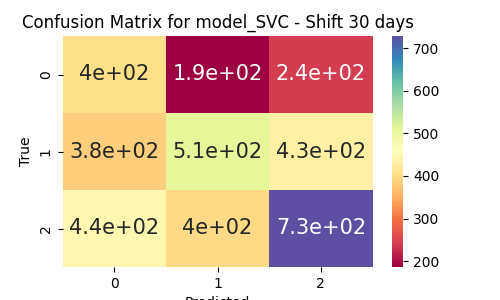 Confusion Matrix for model_SVC - Shift 30 days
0 4e+02 1.9e+02 2.4e+02
1 3.8e+02 5.1e+02 4.3e+02
2 4.4e+02 4e+02 7.3e+02
0 1 2
Predicted
True
700
600
500
400
300
200